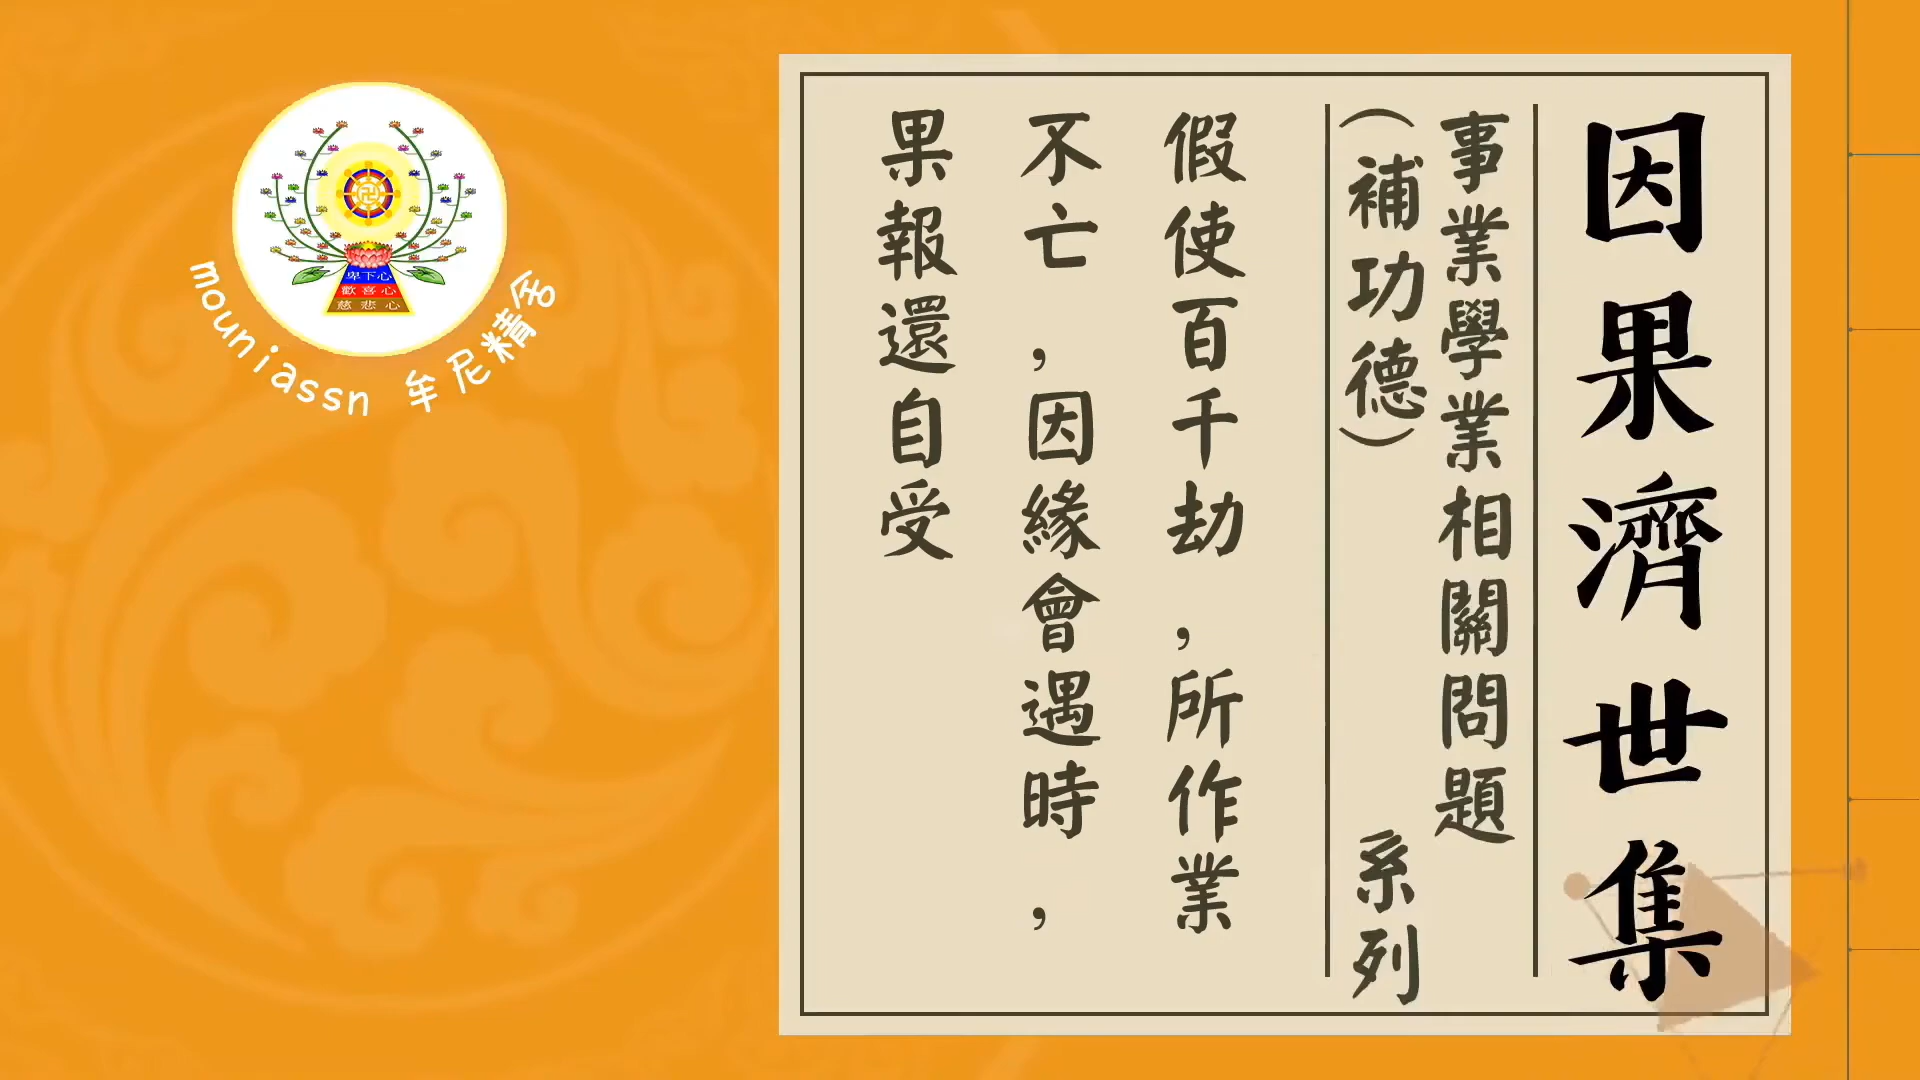 因果濟世集
事業學業相關問題
(補功德) 系列
假使百千劫,所作業
不亡,因緣會遇時,
果報還自受
卑下心
歡喜心
慈悲心
mouniassn 牟尼精舍